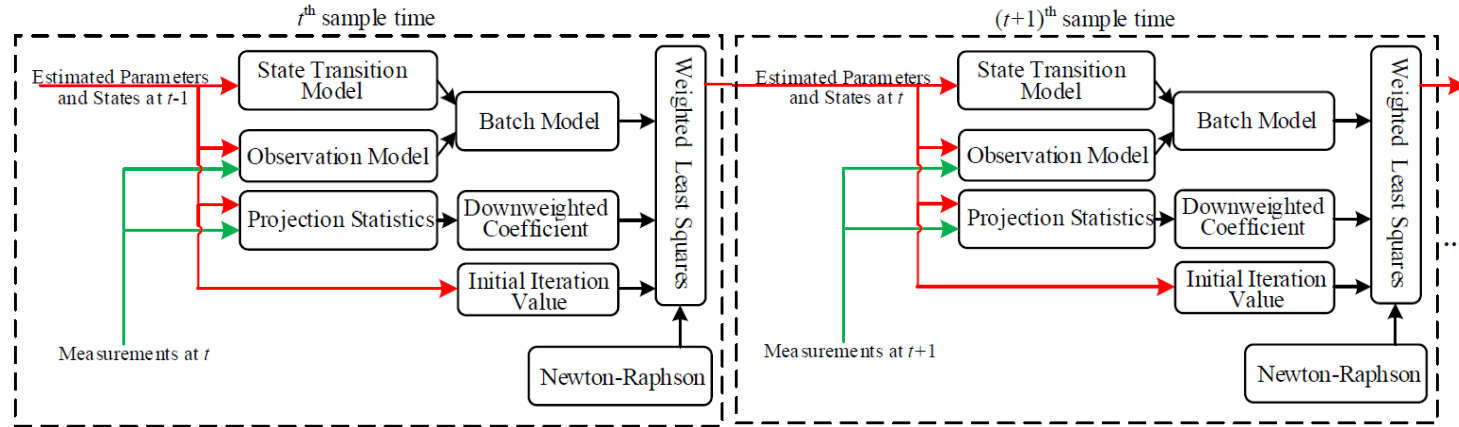 tth sample time
Estimated Parameters
and States at t-1
State Transition
Model
Observation Model
Batch Model
Projection Statistics
Downweighted
Coefficient
Initial Iteration
Value
Weighted Least Squares
Measurements at t
Newton-Raphson
(t+1)th sample time
Estimated Parameters
and States at t
State Transition
Model
Observation Model
Batch Model
Projection Statistics
Downweighted
Coefficient
Initial Iteration
Value
Weighted Least Squares
Measurements at t+1
Newton-Raphson
..